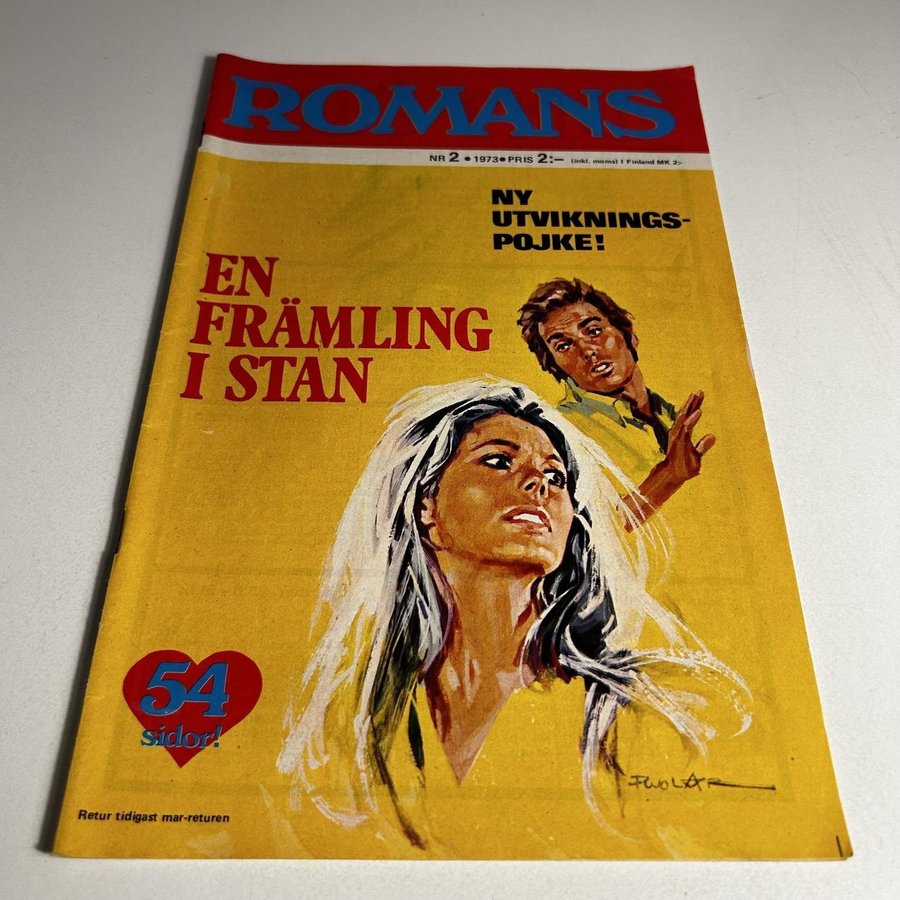 ROMANS
NR 2 • 1973 • PRIS 2:— (inkl. moms) I Finland MK 2:-
NY
UTVIKNINGS-
POJKE!
EN
FRÄMLING
I STAN
54
sidor!
Retur tidigast mar-returen